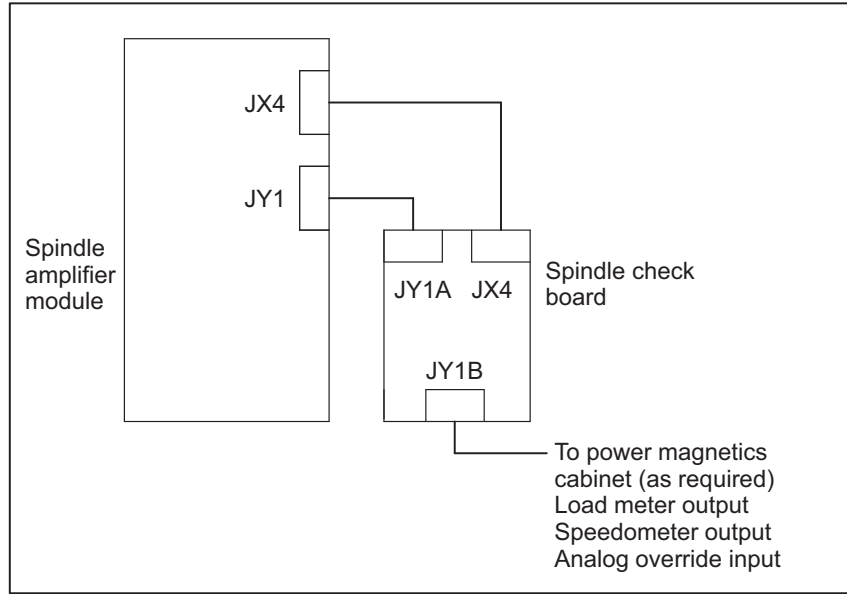 JX4
JY1
Spindle
amplifier
module
JY1A
JX4
Spindle check
board
JY1B
To power magnetics
cabinet (as required)
Load meter output
Speedometer output
Analog override input